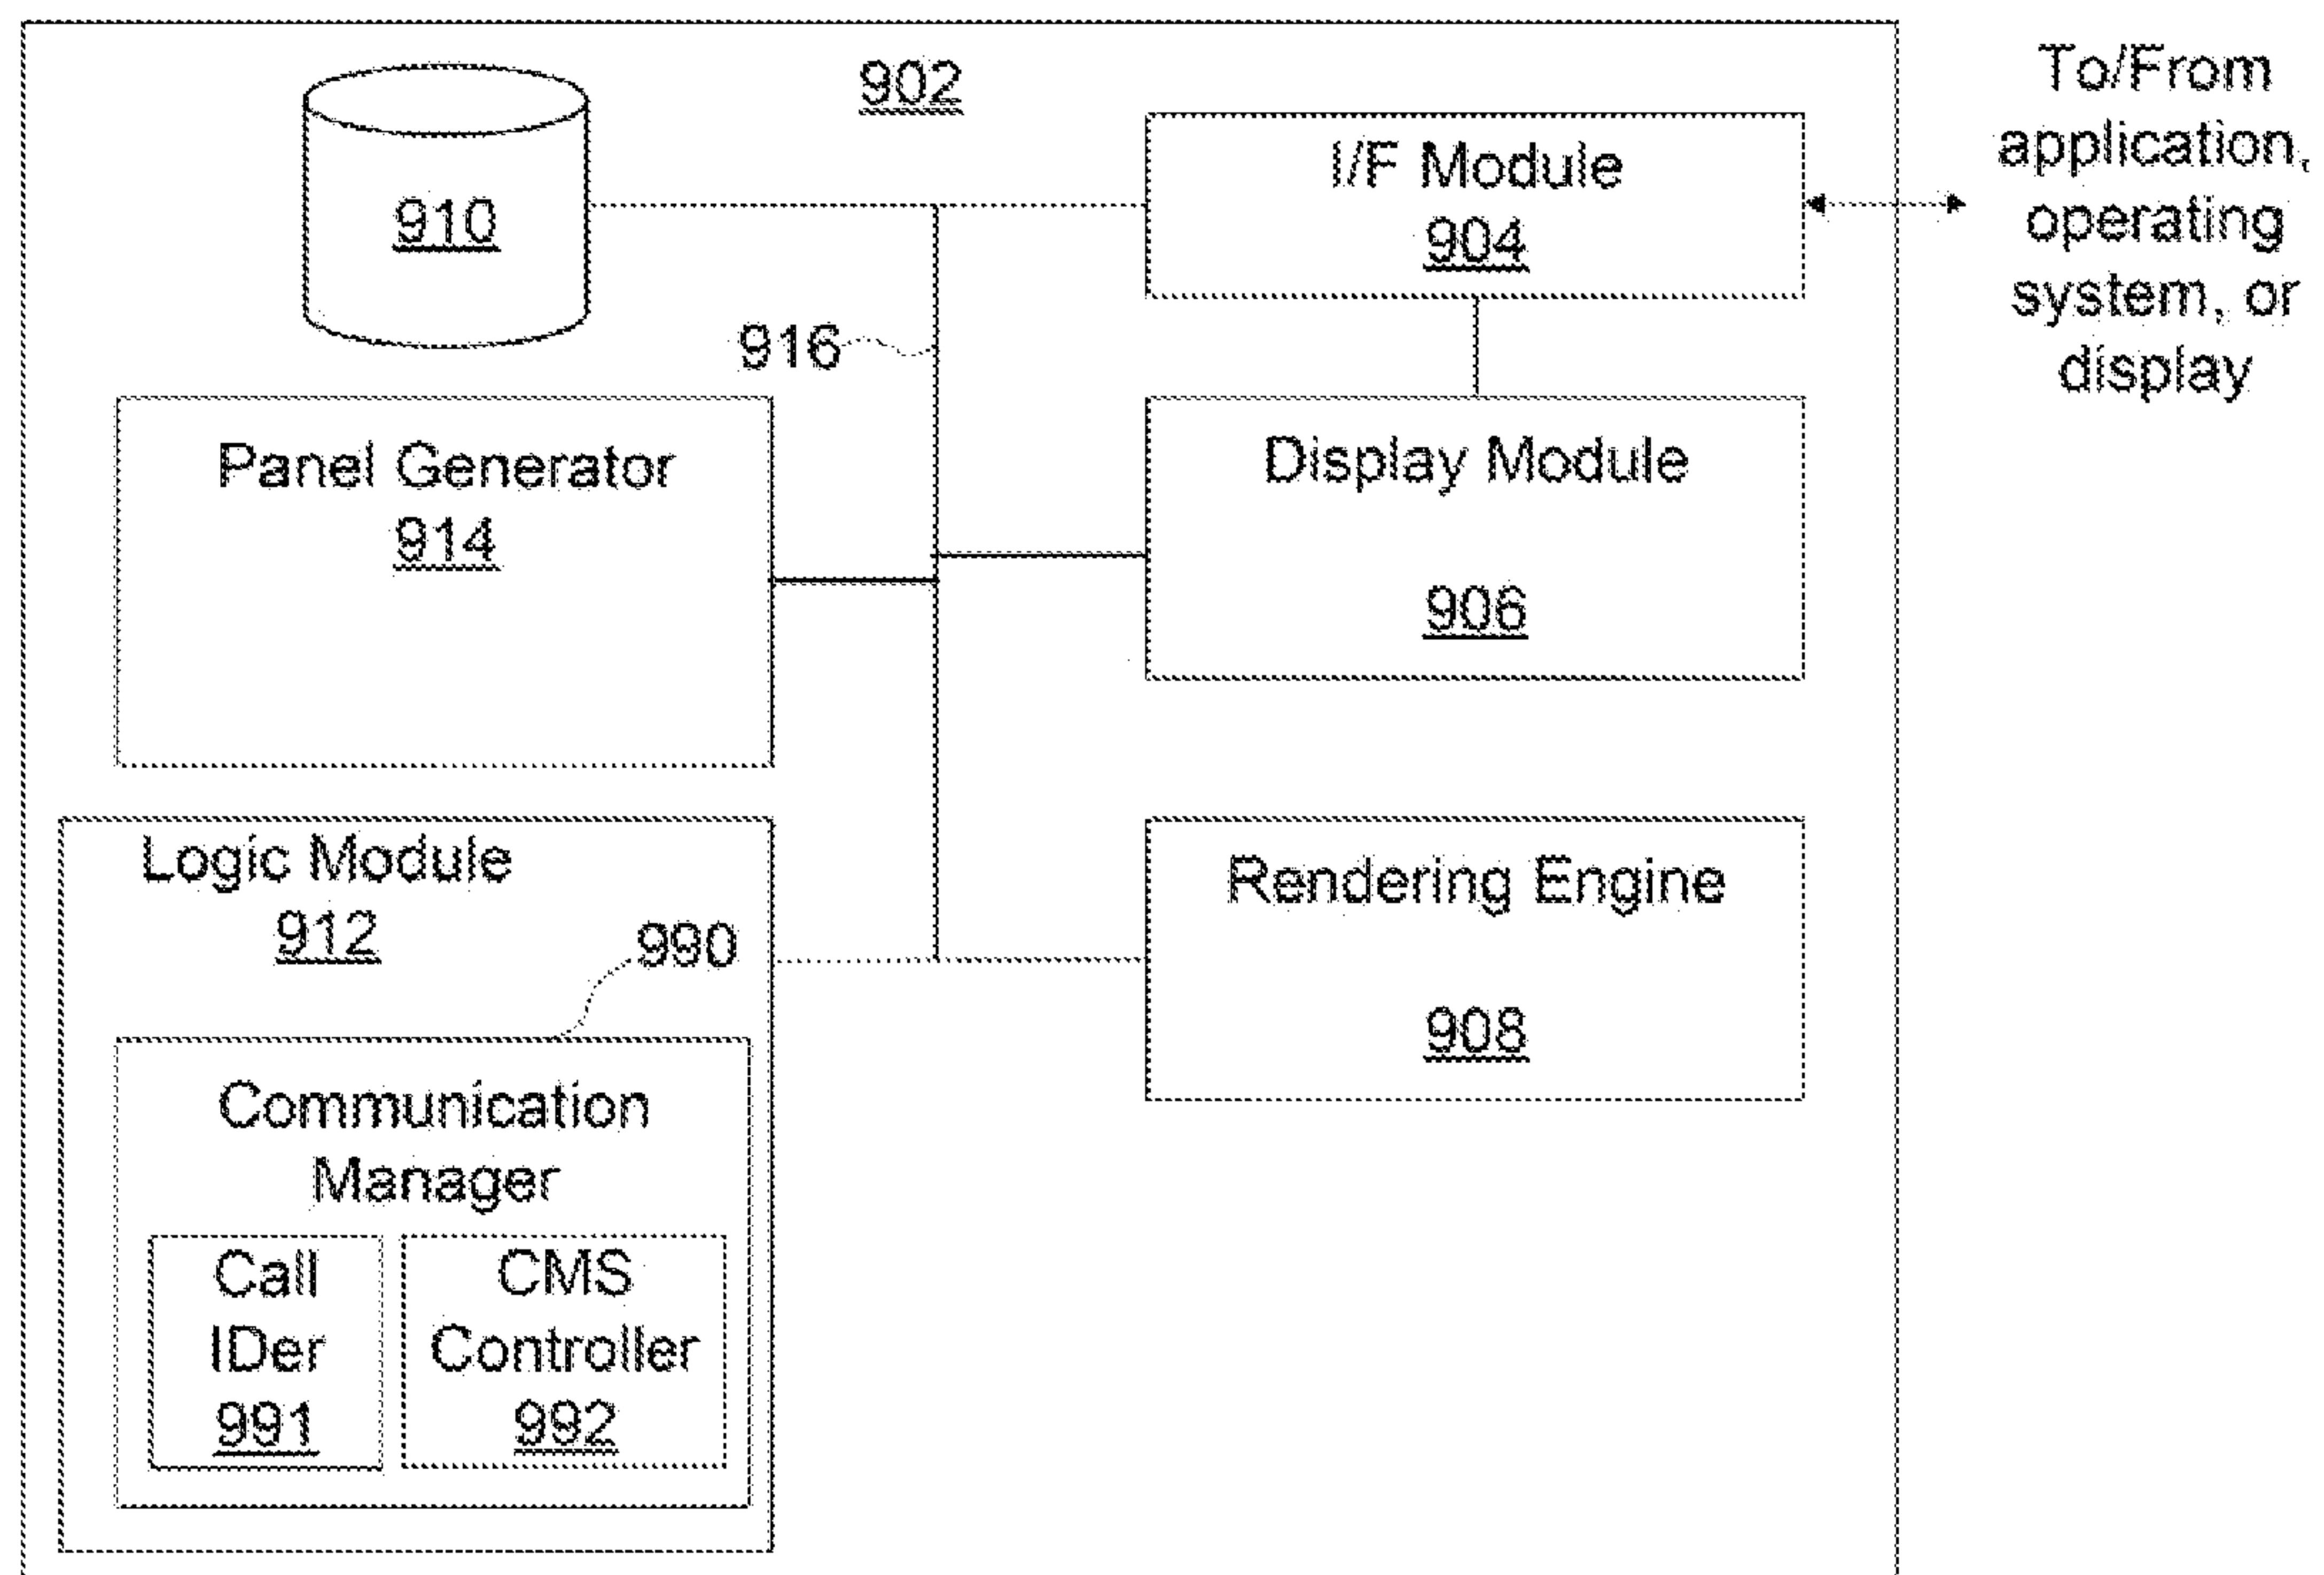 902
910
I/F Module
904
To/From
application,
operating
system, or
display
916
Panel Generator
914
Display Module
906
Logic Module
912
990
Rendering Engine
908
Communication
Manager
Call
IDer
991
CMS
Controller
992